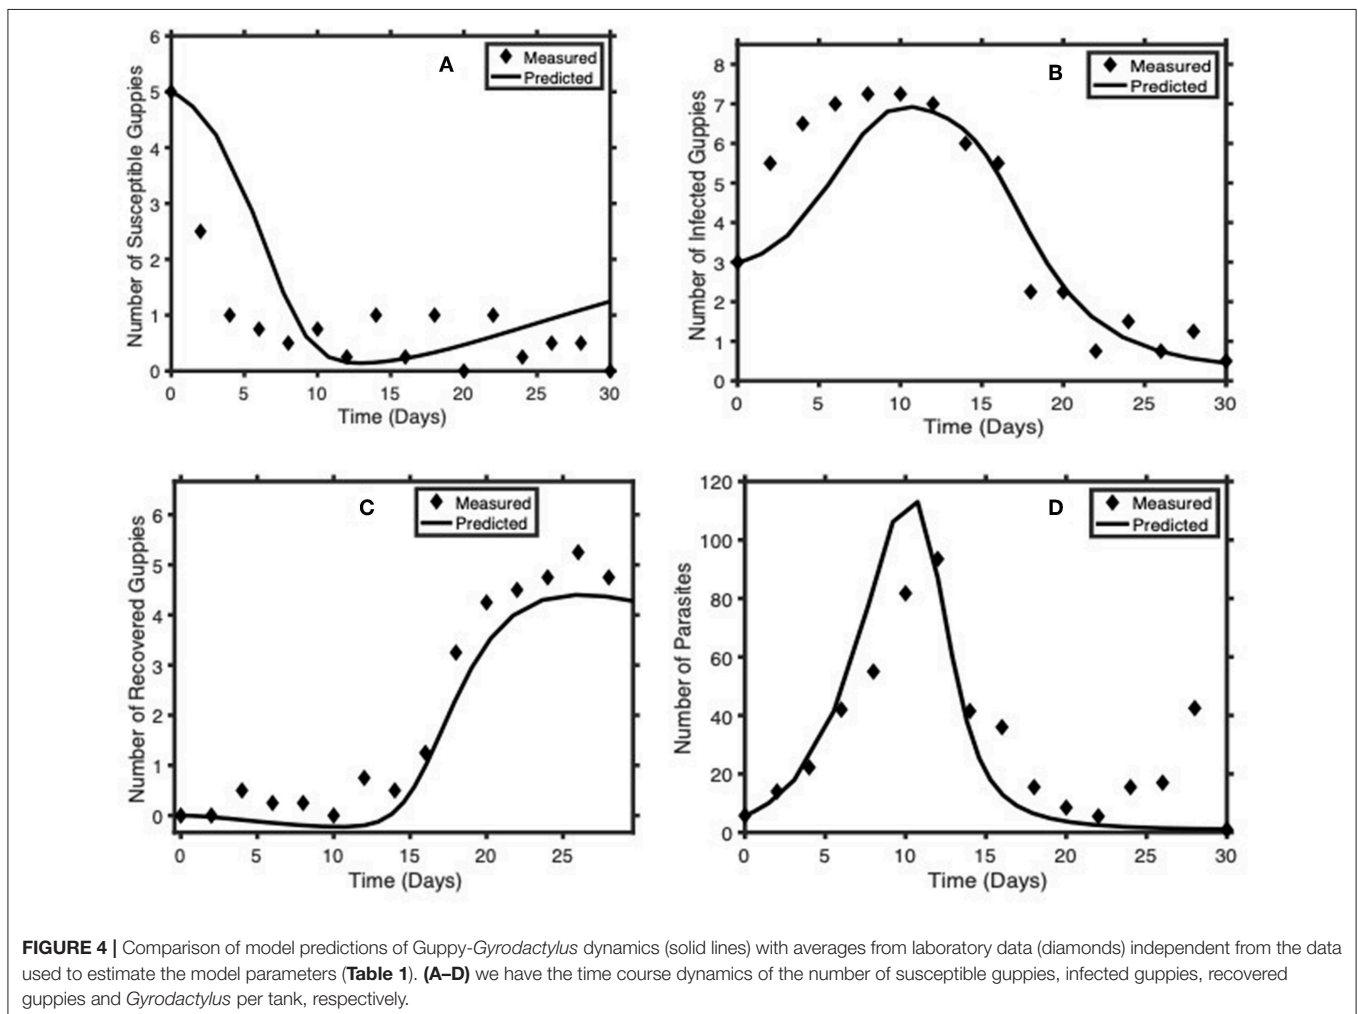 A
Measured
Predicted
Number of Susceptible Guppies
6
5
4
3
2
1
0
0 5 10 15 20 25 30
Time (Days)
B
Measured
Predicted
Number of Infected Guppies
8
7
6
5
4
3
2
1
0
0 5 10 15 20 25 30
Time (Days)
C
Measured
Predicted
Number of Recovered Guppies
6
5
4
3
2
1
0
0 5 10 15 20 25
Time (Days)
D
Measured
Predicted
Number of Parasites
120
100
80
60
40
20
0
0 5 10 15 20 25 30
Time (Days)
FIGURE 4 | Comparison of model predictions of Guppy-Gyrodactylus dynamics (solid lines) with averages from laboratory data (diamonds) independent from the data
used to estimate the model parameters (Table 1). (A–D) we have the time course dynamics of the number of susceptible guppies, infected guppies, recovered
guppies and Gyrodactylus per tank, respectively.